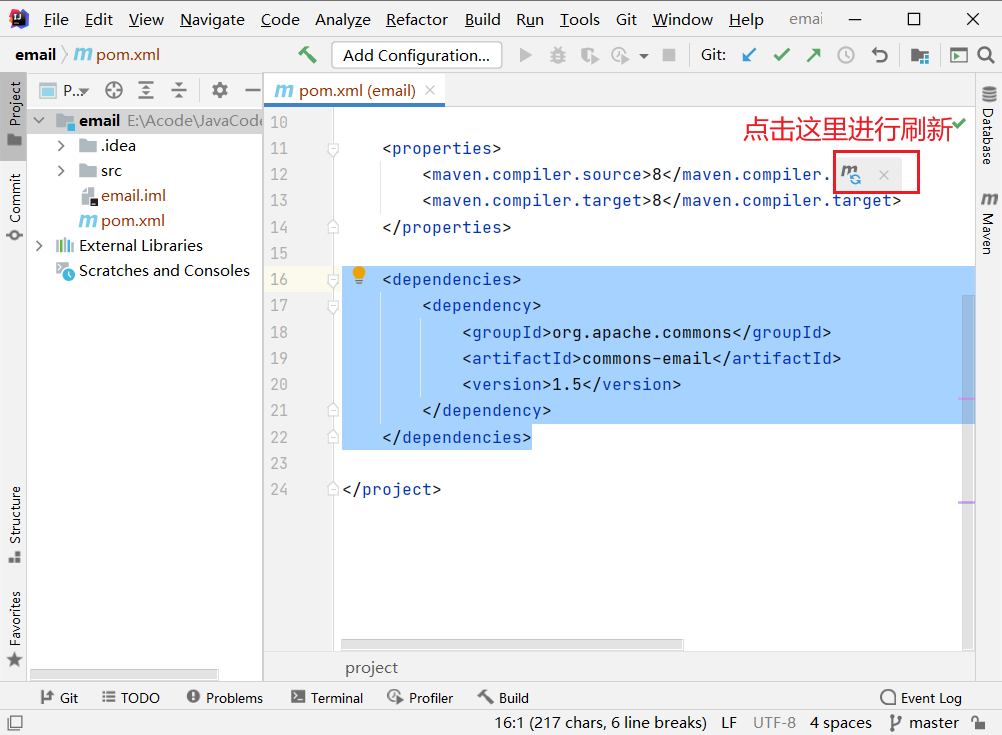 File Edit View Navigate Code Analyze Refactor Build Run Tools Git Window Help emai
email pom.xml Add Configuration... Git:
Project P... pom.xml (email)
email E:\Acode\JavaCode
.idea
src
email.iml
pom.xml
External Libraries
Scratches and Consoles
Commit
Structure
Favorites
点击这里进行刷新
10
11 <properties>
12 <maven.compiler.source>8</maven.compiler.
13 <maven.compiler.target>8</maven.compiler.target>
14 </properties>
15
16 <dependencies>
17 <dependency>
18 <groupId>org.apache.commons</groupId>
19 <artifactId>commons-email</artifactId>
20 <version>1.5</version>
21 </dependency>
22 </dependencies>
23
24 </project>
Database
Maven
project
Git TODO Problems Terminal Profiler Build Event Log
16:1 (217 chars, 6 line breaks) LF UTF-8 4 spaces master